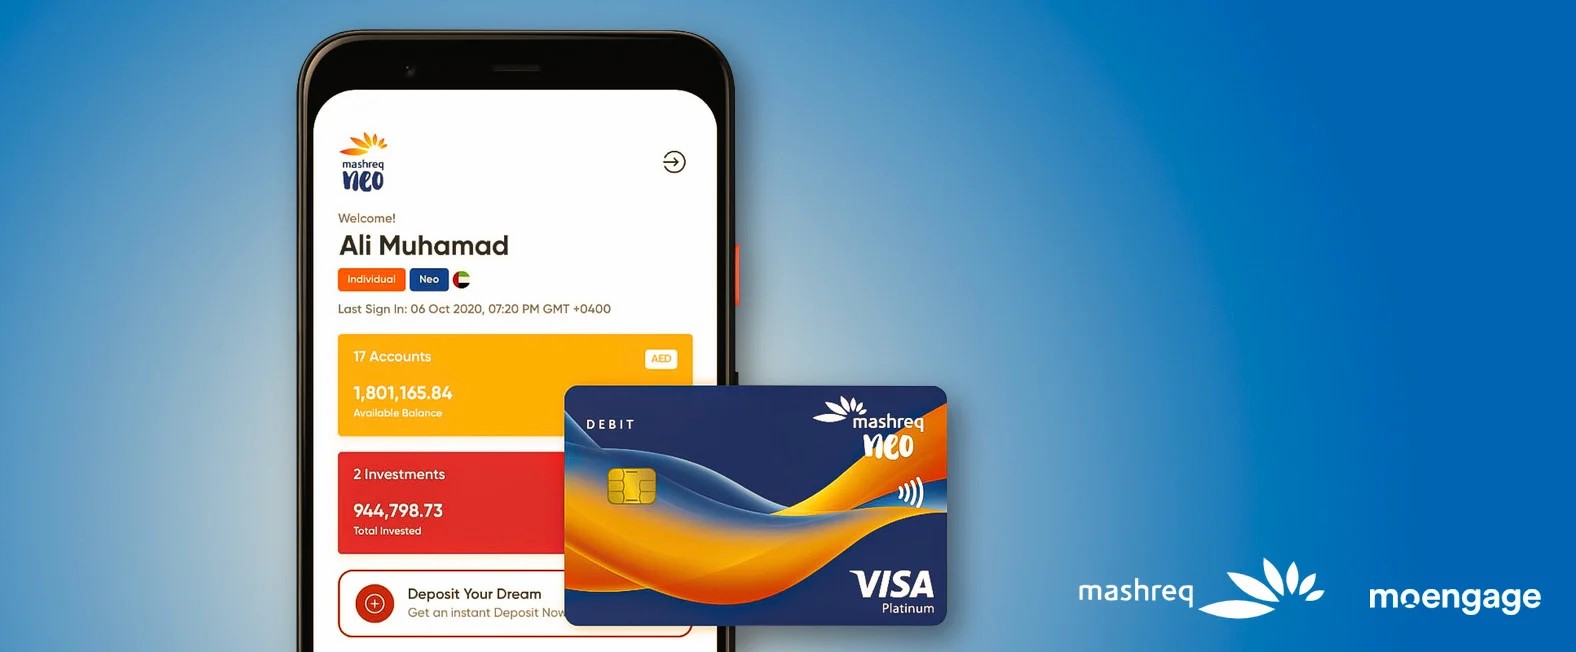 mashreq
neo
Welcome!
Ali Muhamad
Individual
Neo
Last Sign In: 06 Oct 2020, 07:20 PM GMT +0400
17 Accounts
AED
1,801,165.84
Available Balance
2 Investments
944,798.73
Total Invested
Deposit Your Dream
Get an instant Deposit Now
DEBIT
mashreq
neo
VISA
Platinum
mashreq
moengage